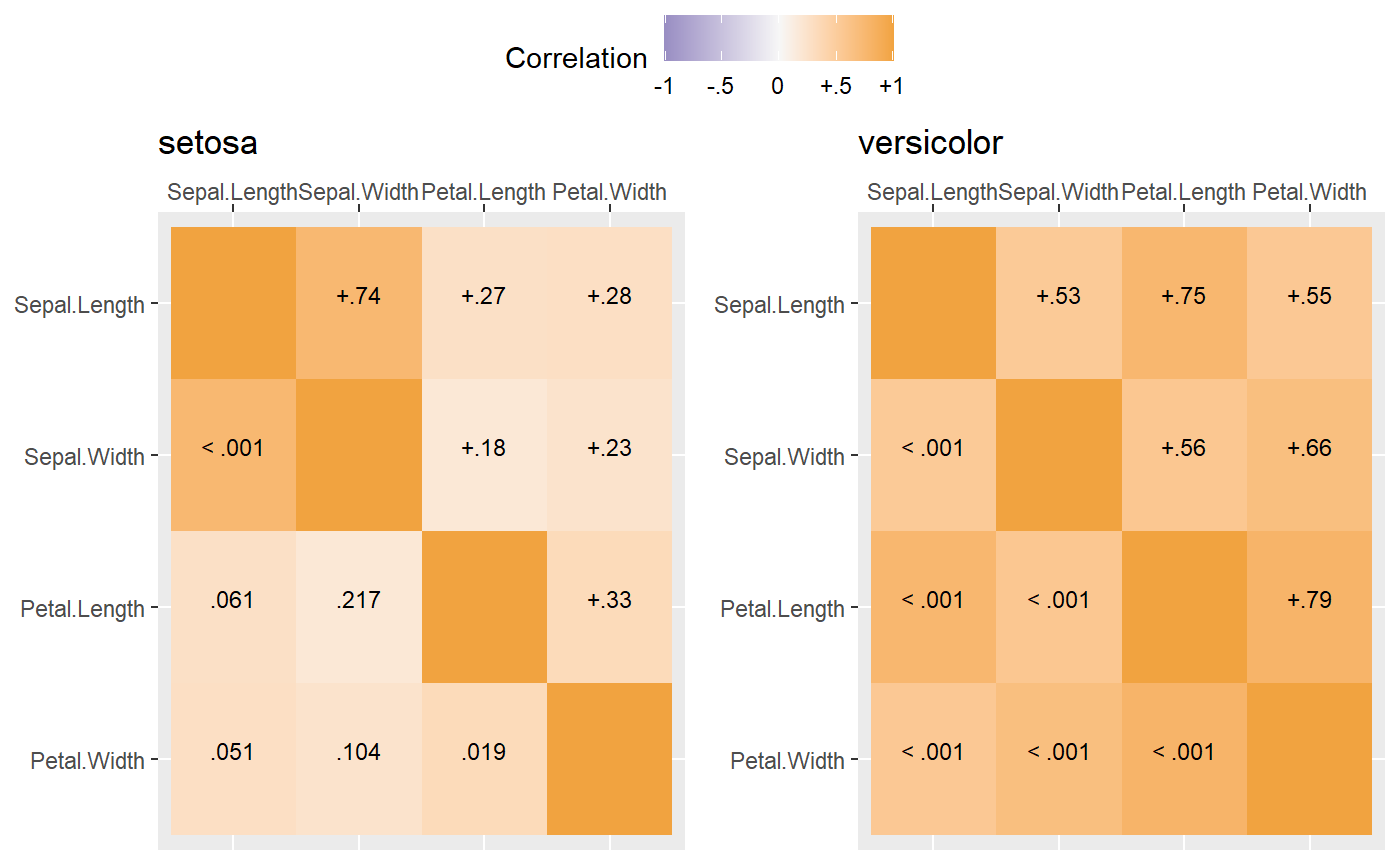 Correlation
-1 -.5 0 +.5 +1
setosa
Sepal.Length Sepal.Width Petal.Length Petal.Width
Sepal.Length +.74 +.27 +.28
Sepal.Width < .001 +.18 +.23
Petal.Length .061 .217 +.33
Petal.Width .051 .104 .019
versicolor
Sepal.Length Sepal.Width Petal.Length Petal.Width
Sepal.Length +.53 +.75 +.55
Sepal.Width < .001 +.56 +.66
Petal.Length < .001 < .001 +.79
Petal.Width < .001 < .001 < .001